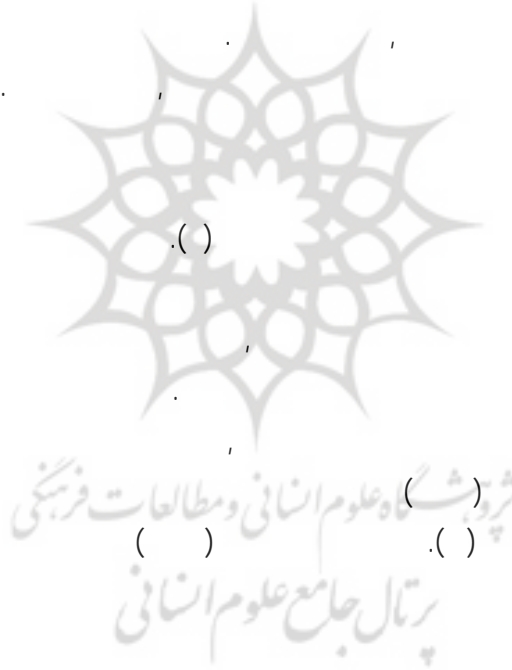 پژوهشگاه علوم انسانی و مطالعات فرهنگی
پرتال جامع علوم انسانی